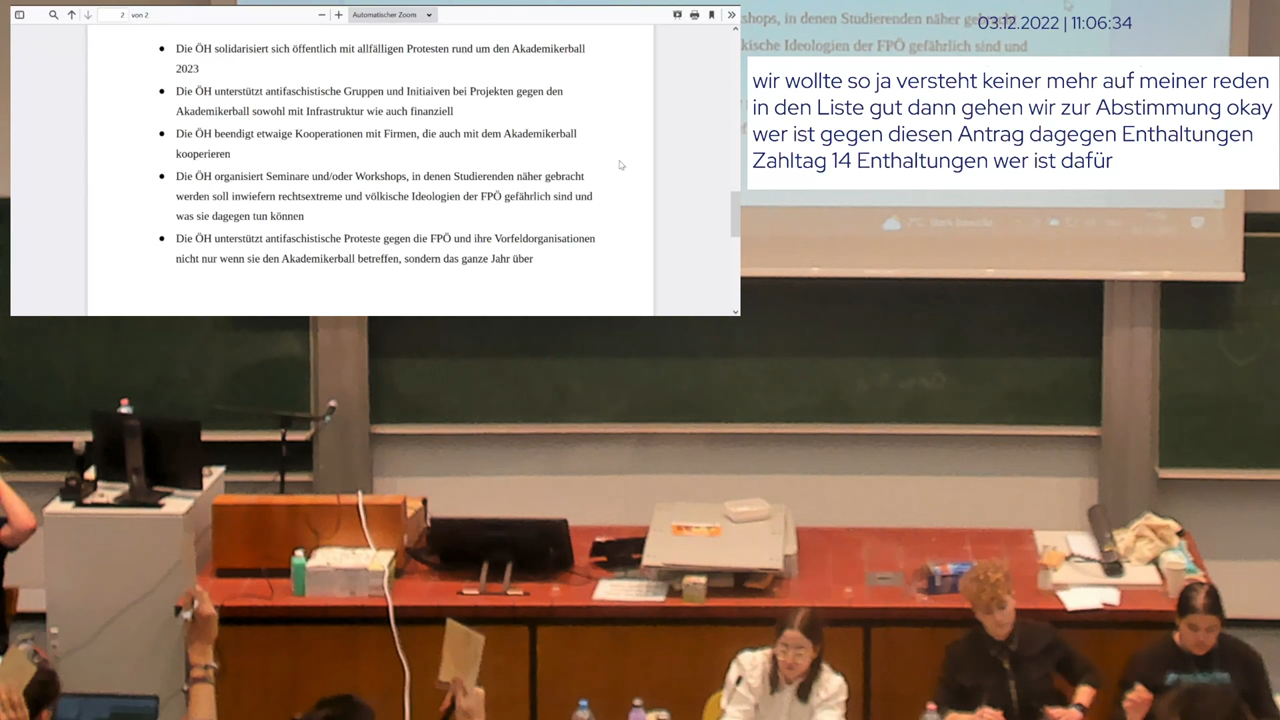 2 von 2
Automatischer Zoom
Die ÖH solidarisiert sich öffentlich mit allfälligen Protesten rund um den Akademikerball
2023
Die ÖH unterstützt antifaschistische Gruppen und Initiaiven bei Projekten gegen den
Akademikerball sowohl mit Infrastruktur wie auch finanziell
Die ÖH beendigt etwaige Kooperationen mit Firmen, die auch mit dem Akademikerball
kooperieren
Die ÖH organisiert Seminare und/oder Workshops, in denen Studierenden näher gebracht
werden soll inwiefern rechtsextreme und völkische Ideologien der FPÖ gefährlich sind und
was sie dagegen tun können
Die ÖH unterstützt antifaschistische Proteste gegen die FPÖ und ihre Vorfeldorganisationen
nicht nur wenn sie den Akademikerball betreffen, sondern das ganze Jahr über
shops, in denen Studierenden näher gebracht
03.12.2022 | 11:06:34
kische Ideologien der FPÖ gefährlich sind und
wir wollte so ja versteht keiner mehr auf meiner reden
in den Liste gut dann gehen wir zur Abstimmung okay
wer ist gegen diesen Antrag dagegen Enthaltungen
Zahltag 14 Enthaltungen wer ist dafür